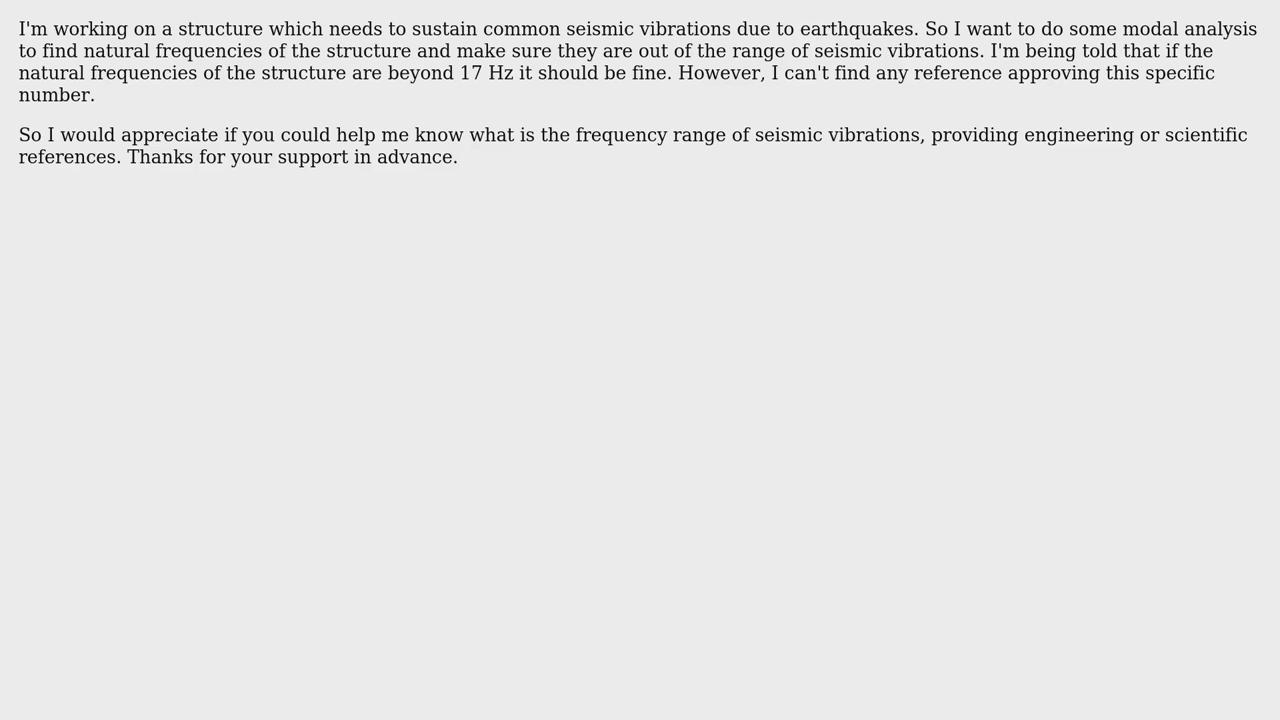 I'm working on a structure which needs to sustain common seismic vibrations due to earthquakes. So I want to do some modal analysis
to find natural frequencies of the structure and make sure they are out of the range of seismic vibrations. I'm being told that if the
natural frequencies of the structure are beyond 17 Hz it should be fine. However, I can't find any reference approving this specific
number.
So I would appreciate if you could help me know what is the frequency range of seismic vibrations, providing engineering or scientific
references. Thanks for your support in advance.